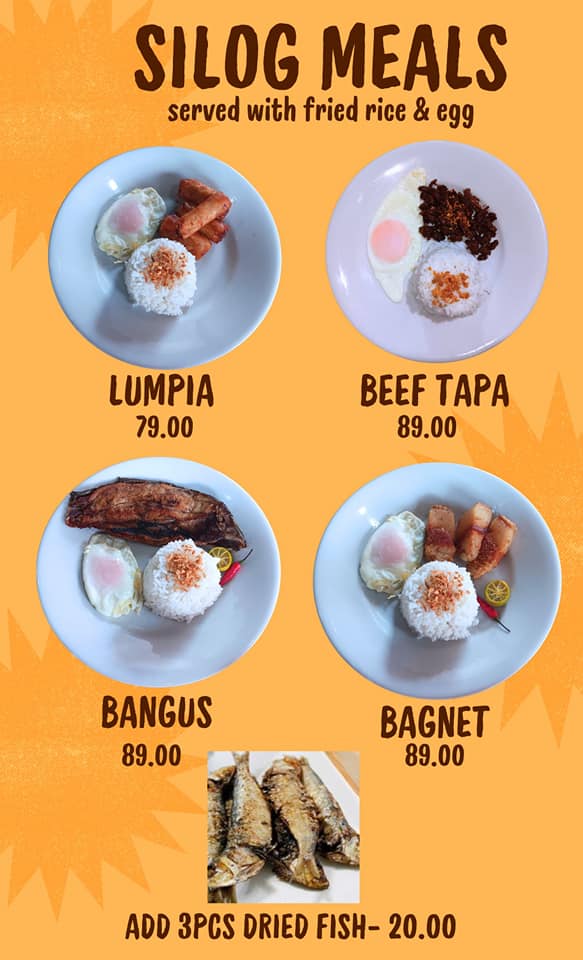 SILOG MEALS
served with fried rice & egg
LUMPIA
79.00
BEEF TAPA
89.00
BANGUS
89.00
BAGNET
89.00
ADD 3PCS DRIED FISH- 20.00